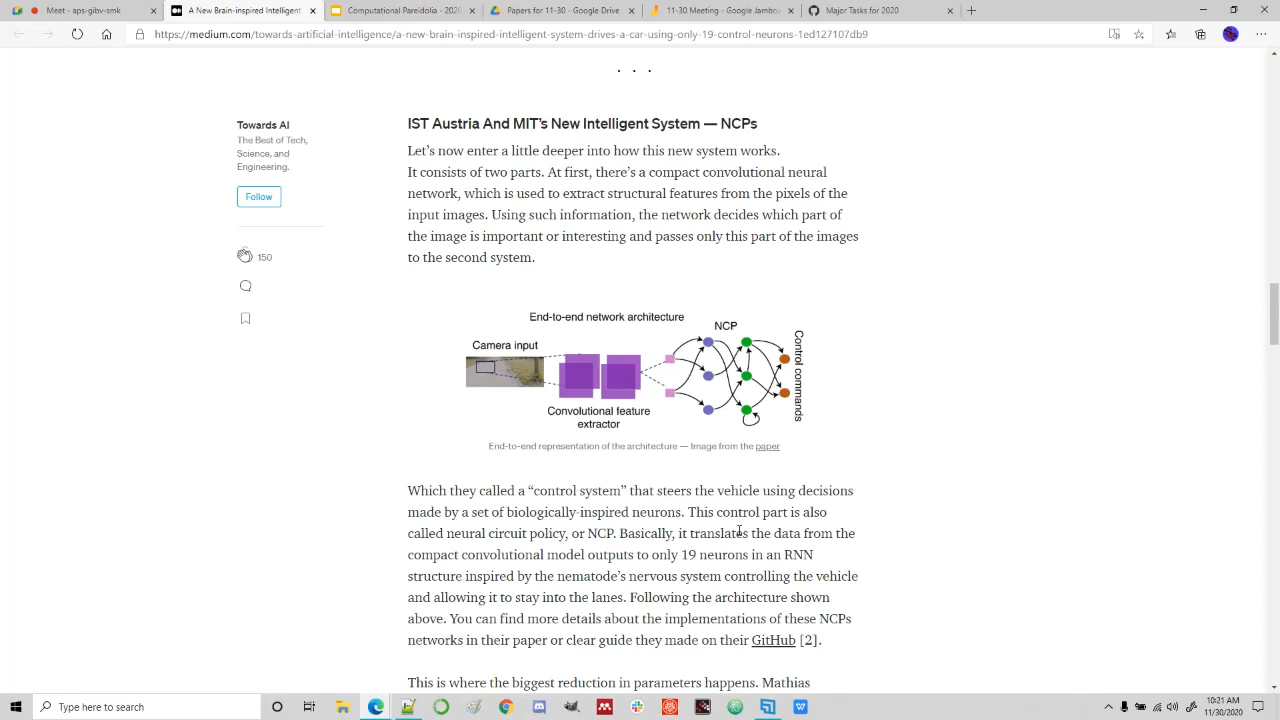 Meet - aps-gibv-smk
A New Brain-inspired Intelligent
Computational Pareidolia - 2020
Papers for 11-30 - Google Drive
11-30 Meeting - Google Jamboard
Major Tasks for 2020
https://medium.com/towards-artificial-intelligence/a-new-brain-inspired-intelligent-system-drives-a-car-using-only-19-control-neurons-1ed127107db9
. . .
Towards AI
The Best of Tech,
Science, and
Engineering.
Follow
150
IST Austria And MIT’s New Intelligent System — NCPs
Let’s now enter a little deeper into how this new system works.
It consists of two parts. At first, there’s a compact convolutional neural
network, which is used to extract structural features from the pixels of the
input images. Using such information, the network decides which part of
the image is important or interesting and passes only this part of the images
to the second system.
End-to-end network architecture
NCP
Camera input
Control commands
Convolutional feature
extractor
End-to-end representation of the architecture — Image from the paper
Which they called a “control system” that steers the vehicle using decisions
made by a set of biologically-inspired neurons. This control part is also
called neural circuit policy, or NCP. Basically, it translates the data from the
compact convolutional model outputs to only 19 neurons in an RNN
structure inspired by the nematode’s nervous system controlling the vehicle
and allowing it to stay into the lanes. Following the architecture shown
above. You can find more details about the implementations of these NCPs
networks in their paper or clear guide they made on their GitHub [2].
This is where the biggest reduction in parameters happens. Mathias
Type here to search
10:21 AM
11/30/2020